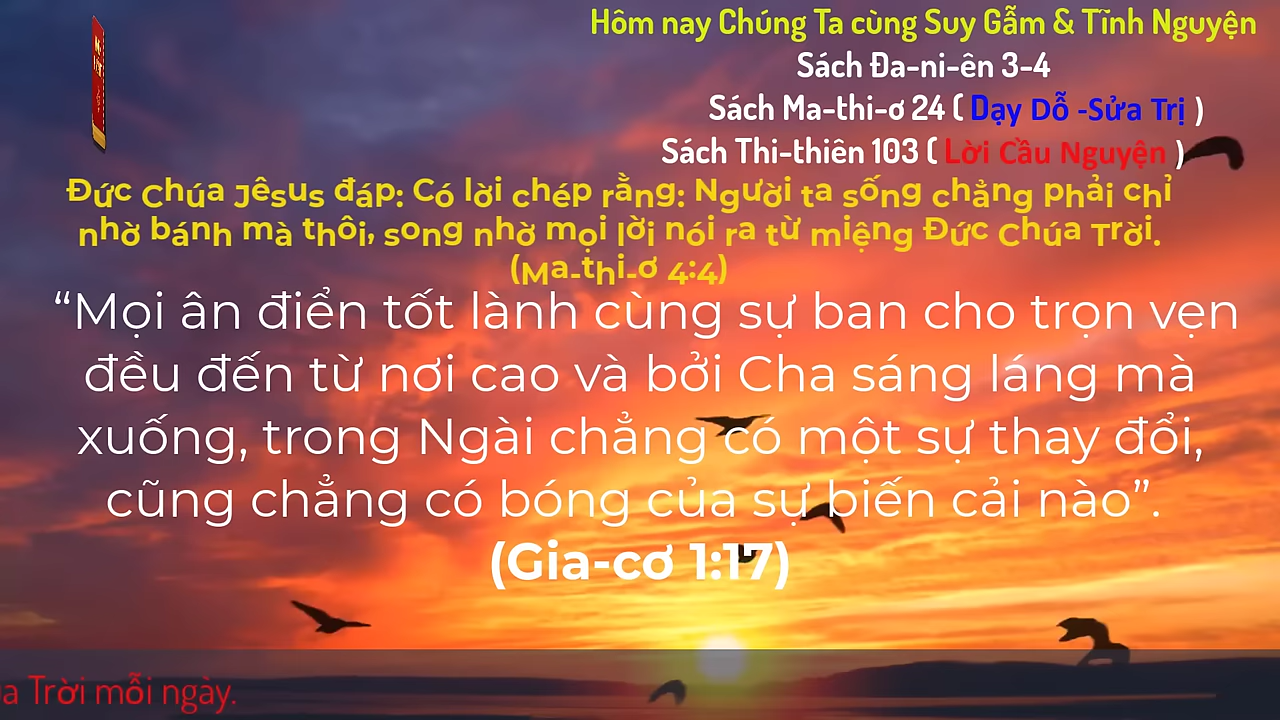 Hôm nay Chúng Ta cùng Suy Gẫm & Tĩnh Nguyện
Sách Đa-ni-ên 3-4
Sách Ma-thi-ơ 24 ( Dạy Dỗ -Sửa Trị )
Sách Thi-thiên 103 ( Lời Cầu Nguyện )
Đức Chúa Jêsus đáp: Có lời chép rằng: Người ta sống chẳng phải chỉ
nhờ bánh mà thôi, song nhờ mọi lời nói ra từ miệng Đức Chúa Trời.
(Ma-thi-ơ 4:4)
“Mọi ân điển tốt lành cùng sự ban cho trọn vẹn
đều đến từ nơi cao và bởi Cha sáng láng mà
xuống, trong Ngài chẳng có một sự thay đổi,
cũng chẳng có bóng của sự biến cải nào”.
(Gia-cơ 1:17)
Trời mỗi ngày.